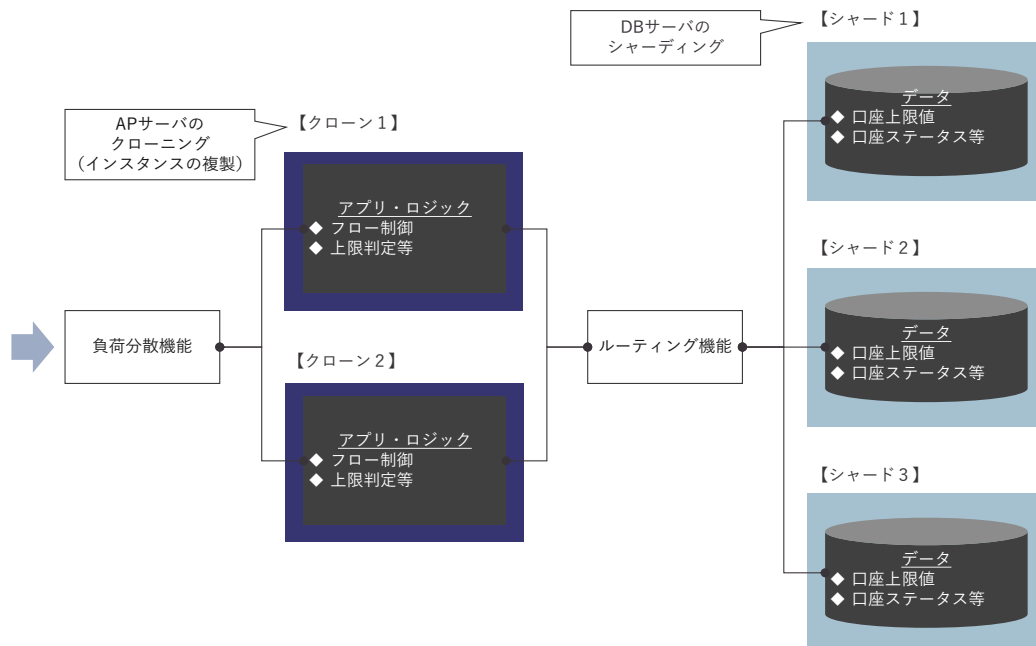 DBサーバの
シャーディング
【シャード1】
データ
◆ 口座上限値
◆ 口座ステータス等
APサーバの
クローニング
(インスタンスの複製)
【クローン1】
アプリ・ロジック
◆ フロー制御
◆ 上限判定等
【シャード2】
データ
◆ 口座上限値
◆ 口座ステータス等
負荷分散機能
ルーティング機能
【クローン2】
アプリ・ロジック
◆ フロー制御
◆ 上限判定等
【シャード3】
データ
◆ 口座上限値
◆ 口座ステータス等